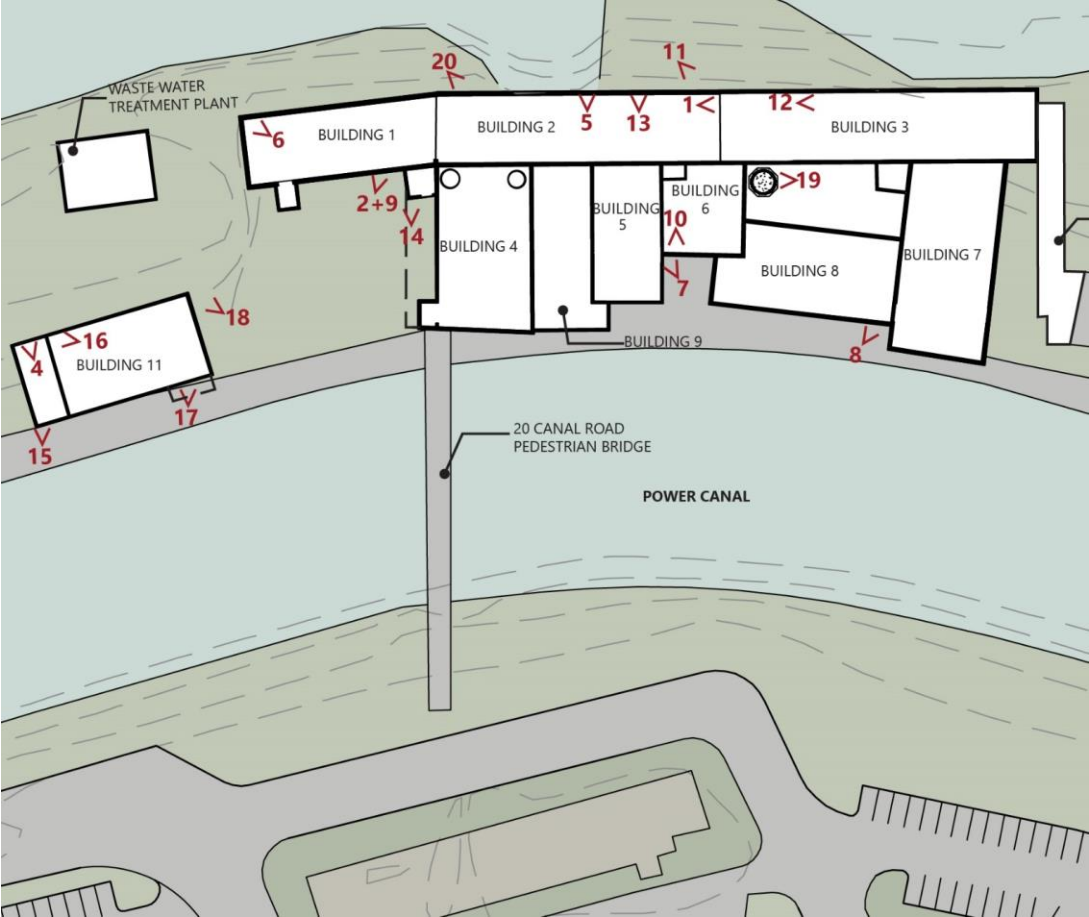 20
11
WASTE WATER
TREATMENT PLANT
6
BUILDING 1
BUILDING 2
5
13
1
12
BUILDING 3
2+9
14
BUILDING 4
BUILDING
5
BUILDING
6
10
19
7
BUILDING 8
BUILDING 7
18
16
4
BUILDING 11
BUILDING 9
8
17
15
20 CANAL ROAD
PEDESTRIAN BRIDGE
POWER CANAL